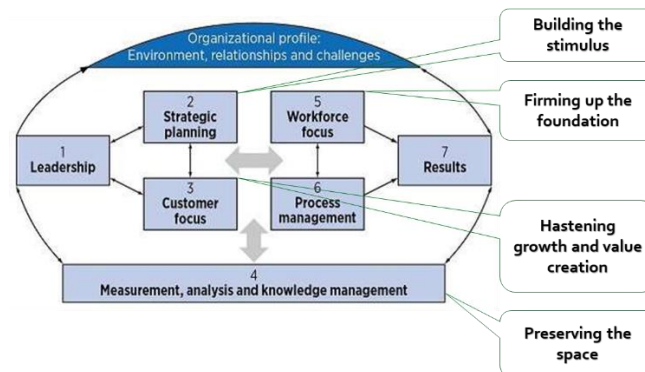 Organizational profile:
Environment, relationships and challenges
1
Leadership
2
Strategic
planning
3
Customer
focus
5
Workforce
focus
6
Process
management
7
Results
4
Measurement, analysis and knowledge management
Building the
stimulus
Firming up the
foundation
Hastening
growth and value
creation
Preserving the
space